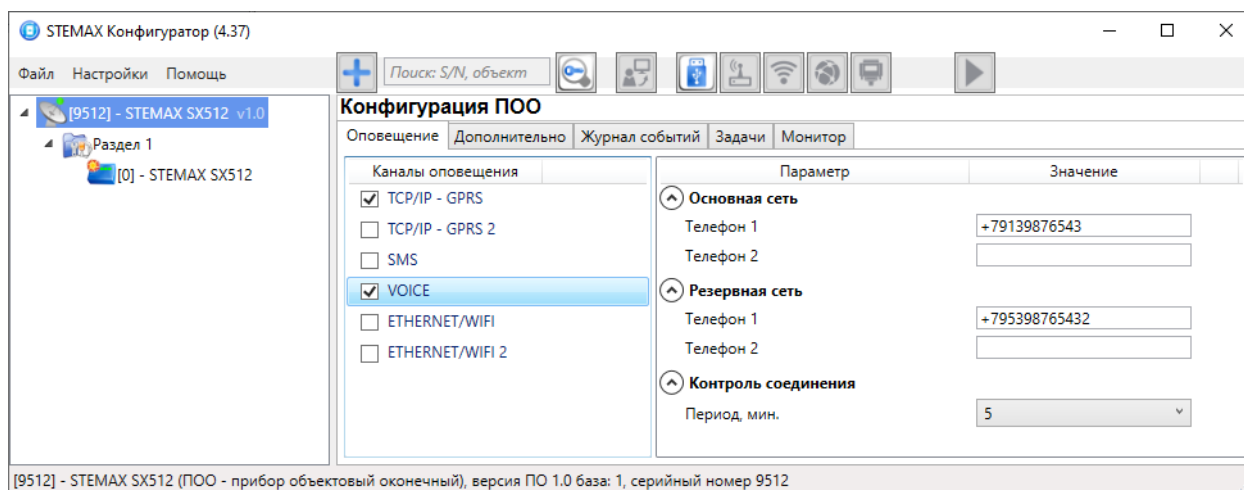 STEMAX Конфигуратор (4.37)
Файл Настройки Помощь
Поиск: S/N, объект
[9512] - STEMAX SX512 v1.0
Раздел 1
[0] - STEMAX SX512
Конфигурация ПОО
Оповещение Дополнительно Журнал событий Задачи Монитор
Каналы оповещения
TCP/IP - GPRS
TCP/IP - GPRS 2
SMS
VOICE
ETHERNET/WIFI
ETHERNET/WIFI 2
Параметр Значение
Основная сеть
Телефон 1 +79139876543
Телефон 2
Резервная сеть
Телефон 1 +795398765432
Телефон 2
Контроль соединения
Период, мин. 5
[9512] - STEMAX SX512 (ПОО - прибор объектовый оконечный), версия ПО 1.0 база: 1, серийный номер 9512